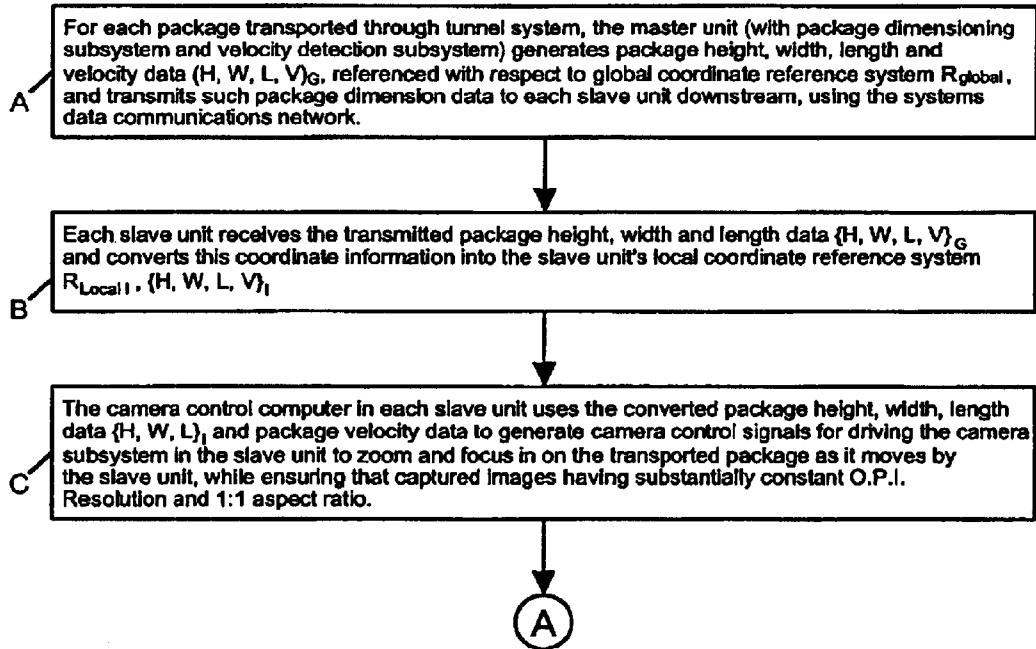 For each package transported through tunnel system, the master unit (with package dimensioning
subsystem and velocity detection subsystem) generates package height, width, length and
velocity data (H, W, L, V)G, referenced with respect to global coordinate reference system Rglobal,
and transmits such package dimension data to each slave unit downstream, using the systems
data communications network.
A
Each slave unit receives the transmitted package height, width and length data {H, W, L, V}G
and converts this coordinate information into the slave unit's local coordinate reference system
RLocal I , {H, W, L, V}I
B
The camera control computer in each slave unit uses the converted package height, width, length
data {H, W, L}I and package velocity data to generate camera control signals for driving the camera
subsystem in the slave unit to zoom and focus in on the transported package as it moves by
the slave unit, while ensuring that captured images having substantially constant O.P.I.
Resolution and 1:1 aspect ratio.
C
A